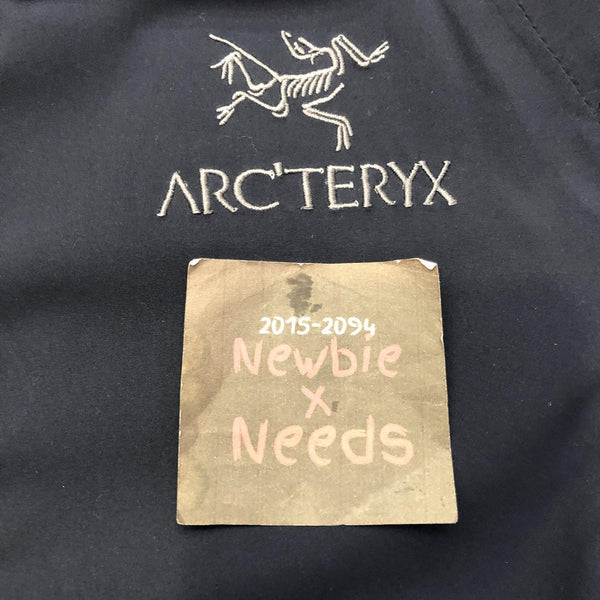 ARC'TERYX
2015-2094
Newbie
x
Needs